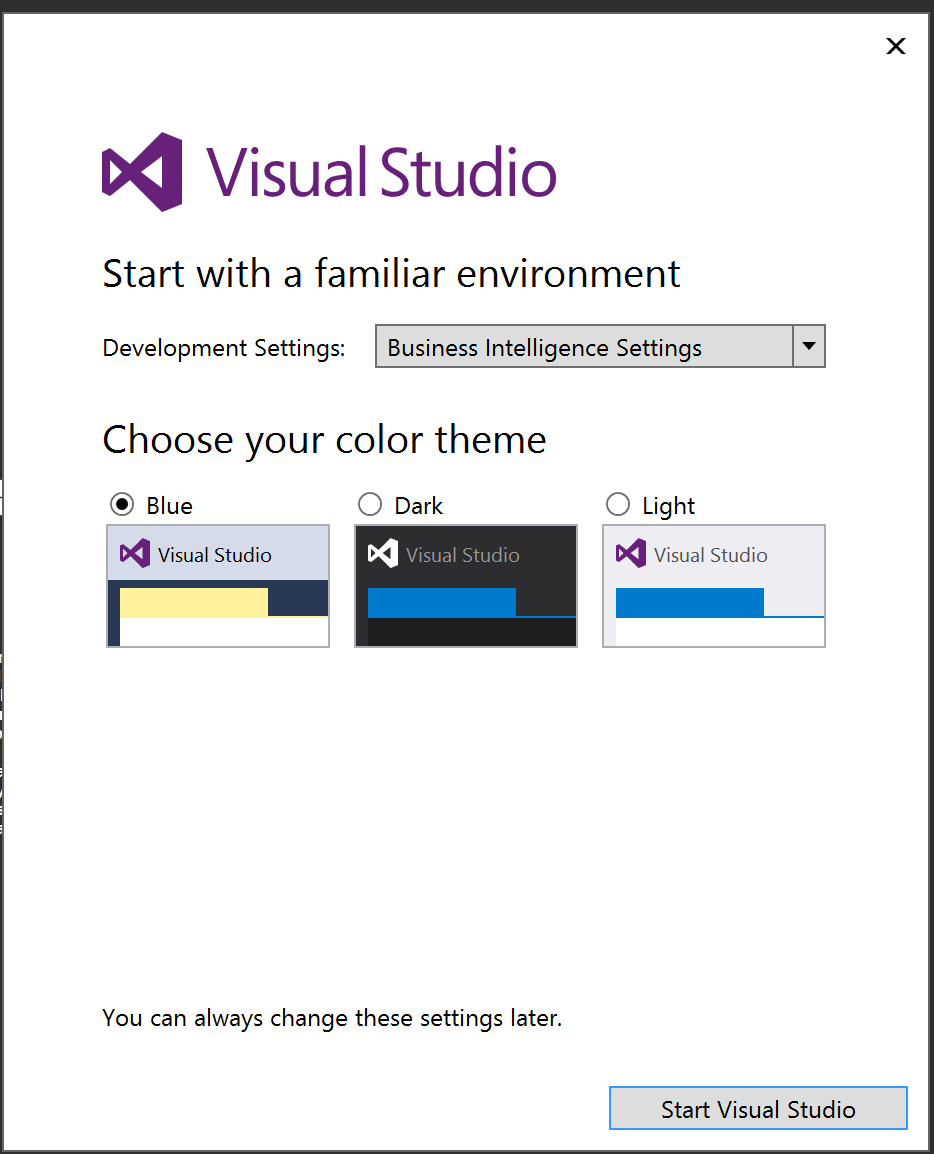 Visual Studio
Start with a familiar environment
Development Settings: Business Intelligence Settings
Choose your color theme
Blue Dark Light
Visual Studio Visual Studio Visual Studio
You can always change these settings later.
Start Visual Studio